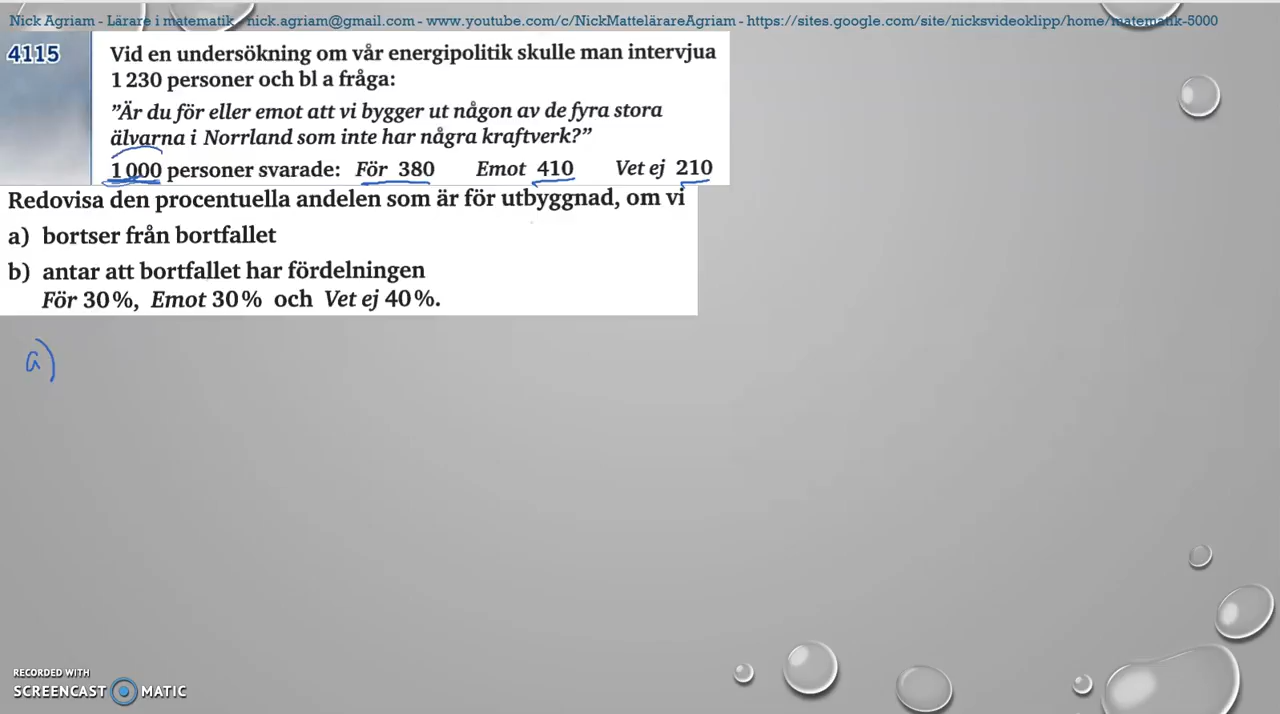 Nick Agriam - Lärare i matematik - nick.agriam@gmail.com - www.youtube.com/c/NickMattelärareAgriam - https://sites.google.com/site/nicksvideoklipp/home/matematik-5000
4115
Vid en undersökning om vår energipolitik skulle man intervjua
1 230 personer och bl a fråga:
”Är du för eller emot att vi bygger ut någon av de fyra stora
älvarna i Norrland som inte har några kraftverk?”
1 000 personer svarade: För 380 Emot 410 Vet ej 210
Redovisa den procentuella andelen som är för utbyggnad, om vi
a) bortser från bortfallet
b) antar att bortfallet har fördelningen
För 30%, Emot 30% och Vet ej 40%.
a)
RECORDED WITH
SCREENCAST MATIC